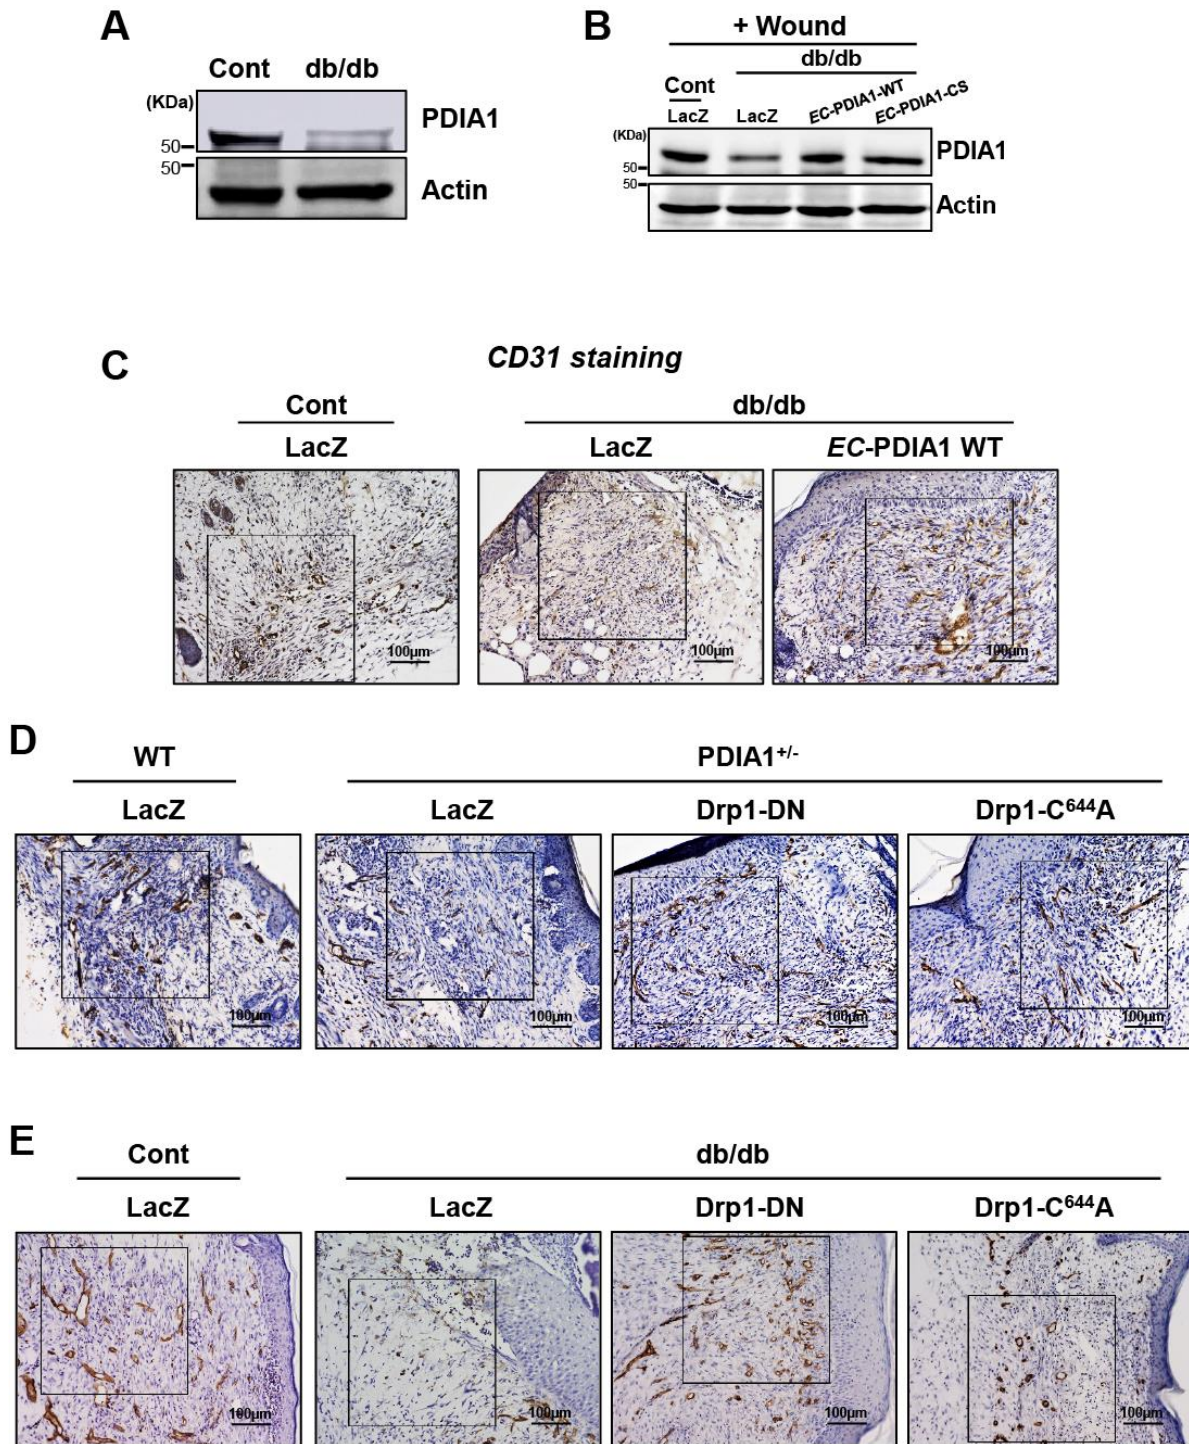 A
Cont db/db
(KDa)
PDIA1
50
50
Actin
B
+ Wound
db/db
Cont
LacZ LacZ EC-PDIA1-WT EC-PDIA1-CS
(KDa)
PDIA1
50
50
Actin
C
CD31 staining
Cont db/db
LacZ LacZ EC-PDIA1 WT
100µm 100µm 100µm
D
WT PDIA1+/-
LacZ LacZ Drp1-DN Drp1-C644A
100µm 100µm 100µm 100µm
E
Cont db/db
LacZ LacZ Drp1-DN Drp1-C644A
100µm 100µm 100µm 100µm